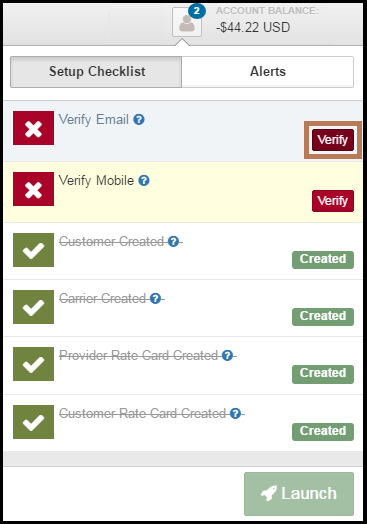 2
ACCOUNT BALANCE:
-$44.22 USD
Setup Checklist
Alerts
Verify Email
Verify
Verify Mobile
Verify
Customer Created
Created
Carrier Created
Created
Provider Rate Card Created
Created
Customer Rate Card Created
Created
Launch